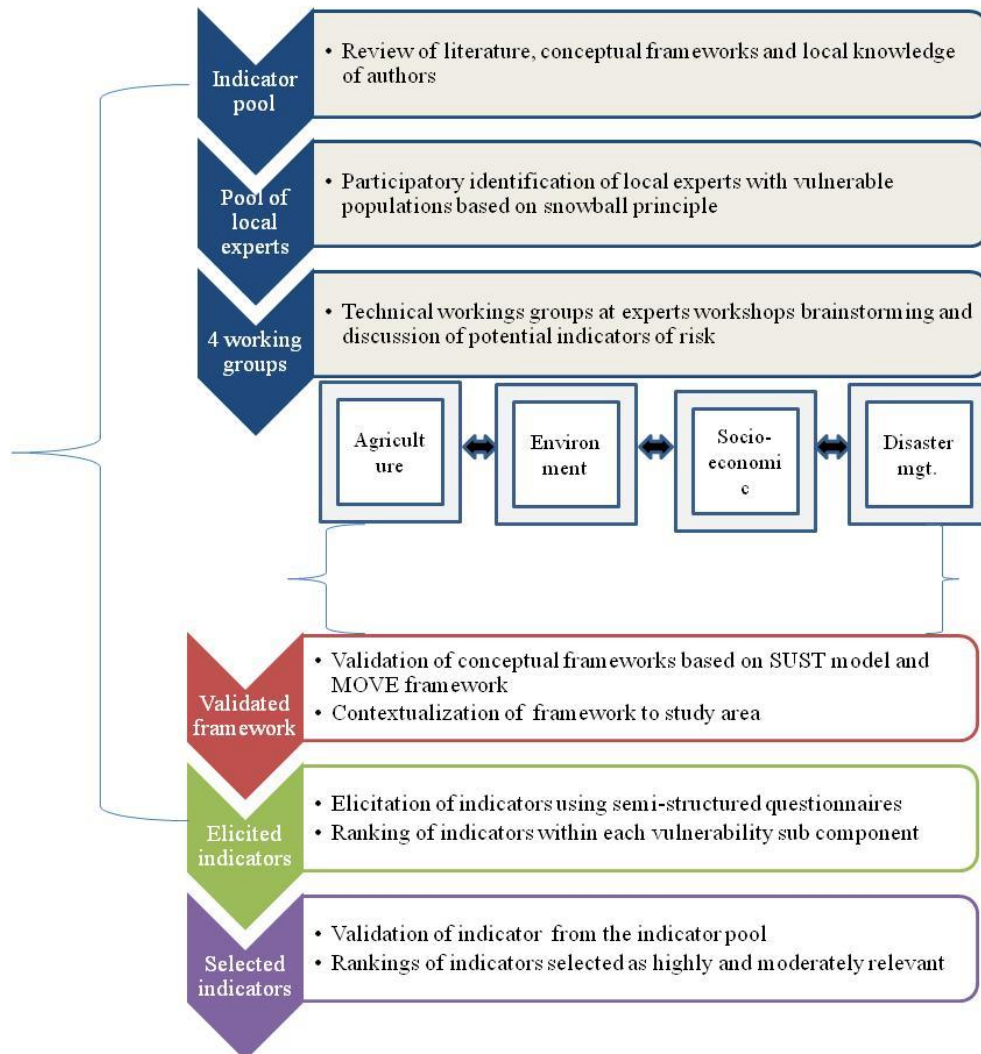 Indicator
pool
• Review of literature, conceptual frameworks and local knowledge
of authors
Pool of
local
experts
• Participatory identification of local experts with vulnerable
populations based on snowball principle
4 working
groups
• Technical workings groups at experts workshops brainstorming and
discussion of potential indicators of risk
Agricult
ure
Environ
ment
Socio-
economi
c
Disaster
mgt.
Validated
framework
• Validation of conceptual frameworks based on SUST model and
MOVE framework
• Contextualization of framework to study area
Elicited
indicators
• Elicitation of indicators using semi-structured questionnaires
• Ranking of indicators within each vulnerability sub component
Selected
indicators
• Validation of indicator from the indicator pool
• Rankings of indicators selected as highly and moderately relevant